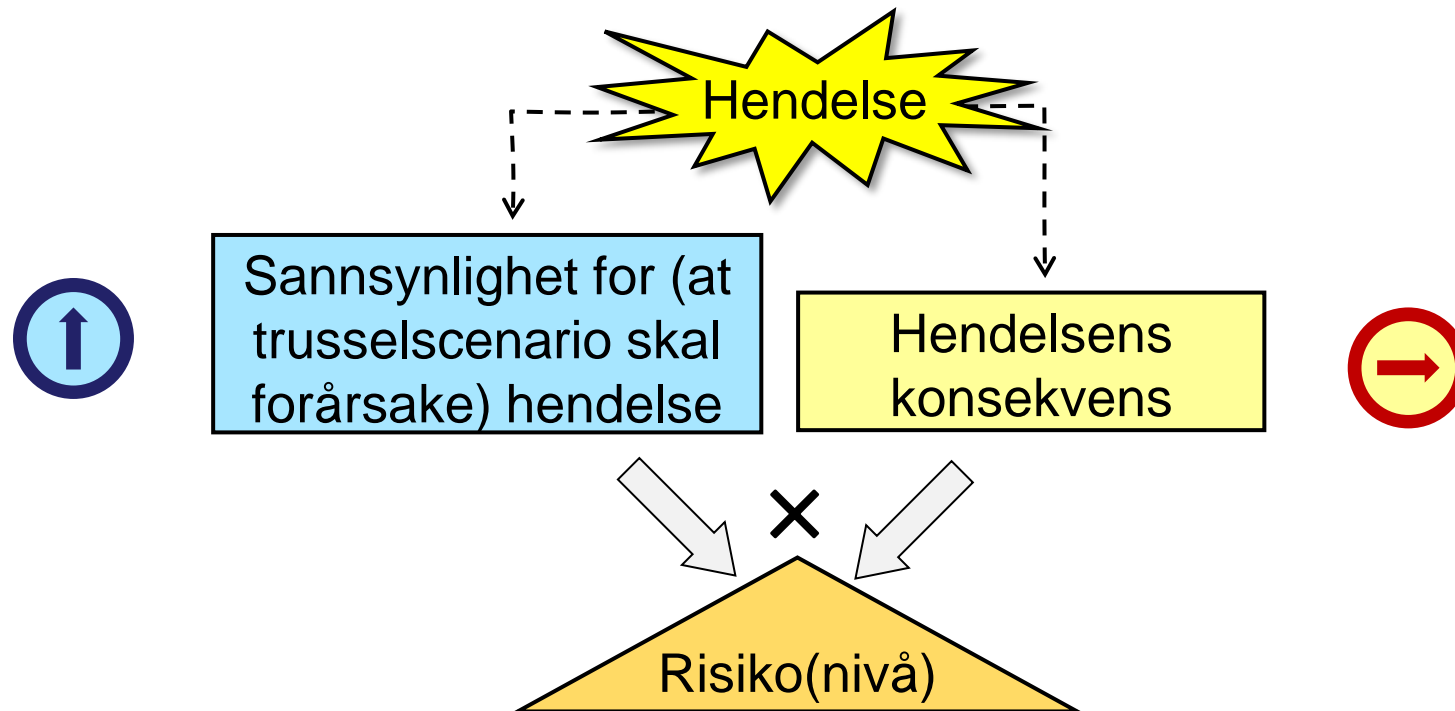 Hendelse
Sannsynlighet for (at
trusselscenario skal
forårsake) hendelse
Hendelsens
konsekvens
×
Risiko(nivå)